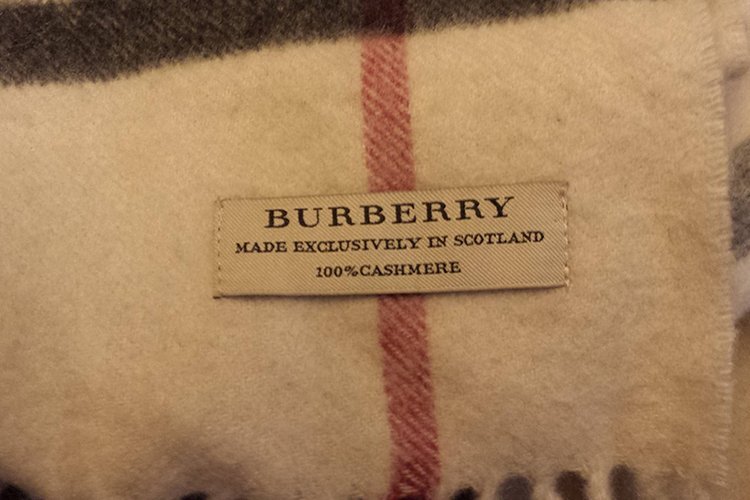 BURBERRY
MADE EXCLUSIVELY IN SCOTLAND
100%CASHMERE